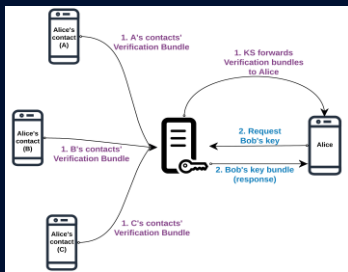 Alice's
contact
(A)
1. A's contacts'
Verification Bundle
1. KS forwards
Verification bundles
to Alice
Alice's
contact
(B)
1. B's contacts'
Verification Bundle
2. Request
Bob's key
Alice
2. Bob's key bundle
(response)
1. C's contacts'
Verification Bundle
Alice's
contact
(C)